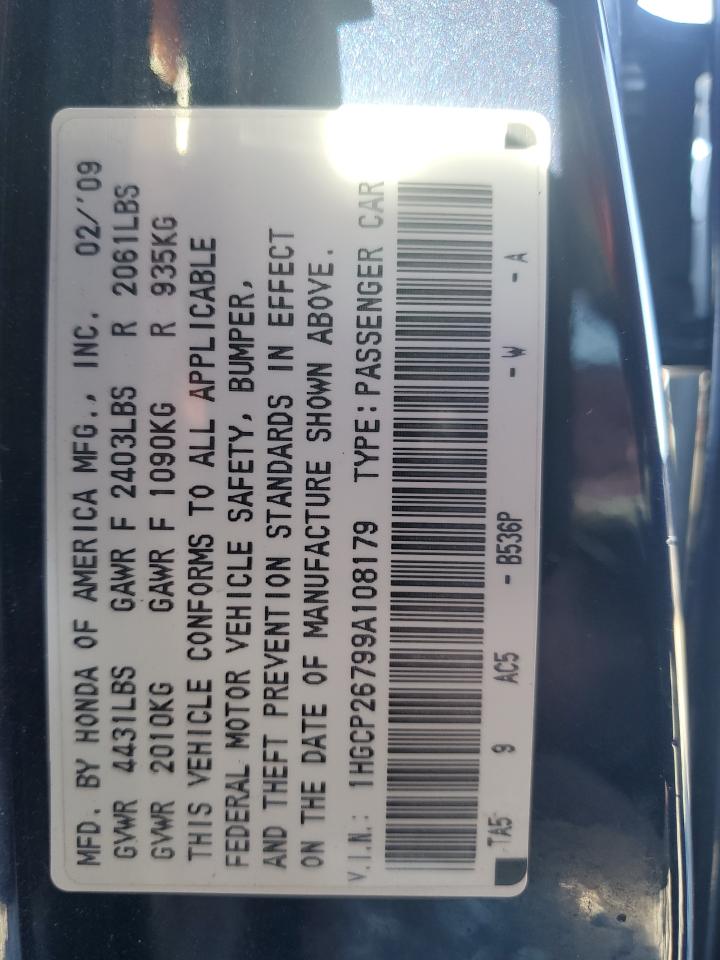 MFD. BY HONDA OF AMERICA MFG., INC. 02/'09
GVWR 4431LBS GAWR F 2403LBS R 2061LBS
GVWR 2010KG GAWR F 1090KG R 935KG
THIS VEHICLE CONFORMS TO ALL APPLICABLE
FEDERAL MOTOR VEHICLE SAFETY, BUMPER,
AND THEFT PREVENTION STANDARDS IN EFFECT
ON THE DATE OF MANUFACTURE SHOWN ABOVE.
V.I.N.: 1HGCP26799A108179 TYPE: PASSENGER CAR
TA5 9 AC5 - B536P - W - A